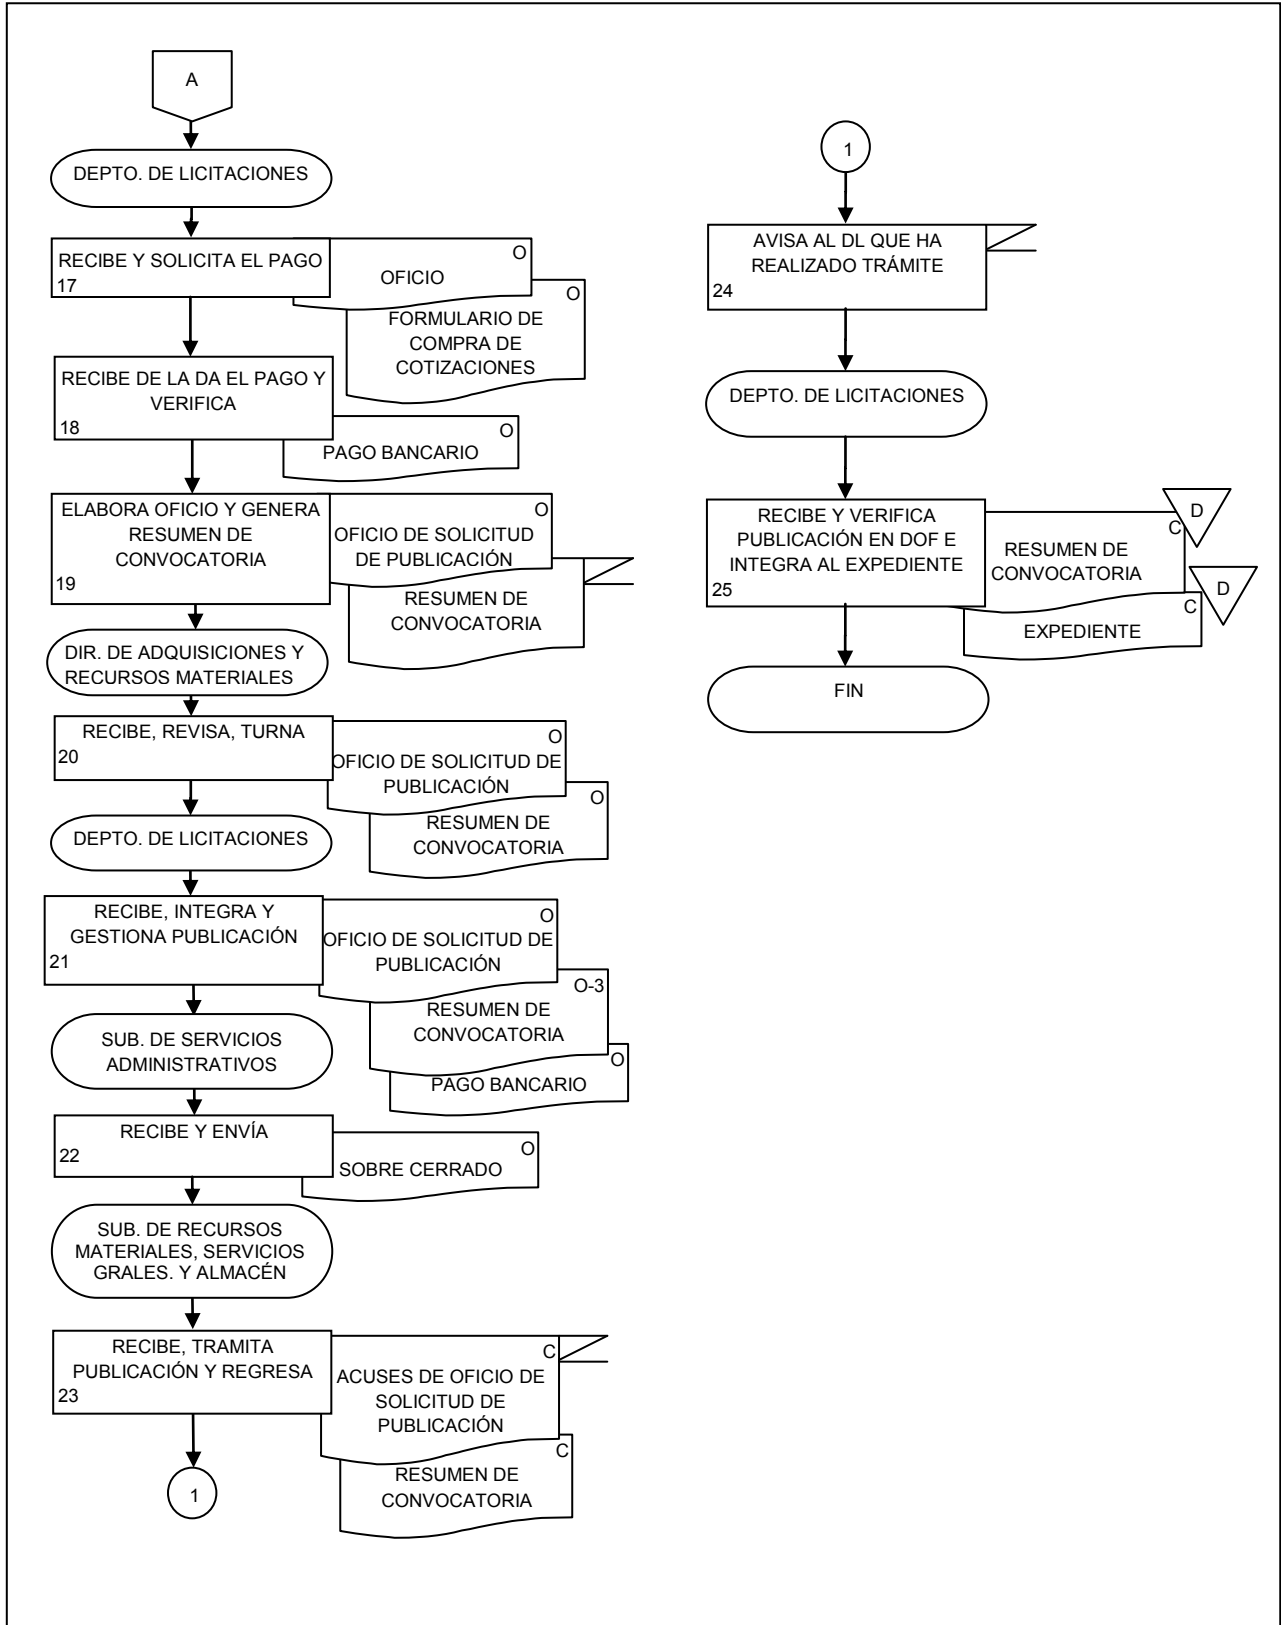 A
DEPTO. DE LICITACIONES
RECIBE Y SOLICITA EL PAGO
17
O
OFICIO
O
FORMULARIO DE
COMPRA DE
COTIZACIONES
RECIBE DE LA DA EL PAGO Y
VERIFICA
18
O
PAGO BANCARIO
ELABORA OFICIO Y GENERA
RESUMEN DE
CONVOCATORIA
19
O
OFICIO DE SOLICITUD
DE PUBLICACIÓN
RESUMEN DE
CONVOCATORIA
DIR. DE ADQUISICIONES Y
RECURSOS MATERIALES
RECIBE, REVISA, TURNA
20
O
OFICIO DE SOLICITUD DE
PUBLICACIÓN
O
RESUMEN DE
CONVOCATORIA
DEPTO. DE LICITACIONES
RECIBE, INTEGRA Y
GESTIONA PUBLICACIÓN
21
O
OFICIO DE SOLICITUD DE
PUBLICACIÓN
O-3
RESUMEN DE
CONVOCATORIA
O
PAGO BANCARIO
SUB. DE SERVICIOS
ADMINISTRATIVOS
RECIBE Y ENVÍA
22
O
SOBRE CERRADO
SUB. DE RECURSOS
MATERIALES, SERVICIOS
GRALES. Y ALMACÉN
RECIBE, TRAMITA
PUBLICACIÓN Y REGRESA
23
C
ACUSES DE OFICIO DE
SOLICITUD DE
PUBLICACIÓN
C
RESUMEN DE
CONVOCATORIA
1
1
AVISA AL DL QUE HA
REALIZADO TRÁMITE
24
DEPTO. DE LICITACIONES
RECIBE Y VERIFICA
PUBLICACIÓN EN DOF E
INTEGRA AL EXPEDIENTE
25
D
C
RESUMEN DE
CONVOCATORIA
D
C
EXPEDIENTE
FIN